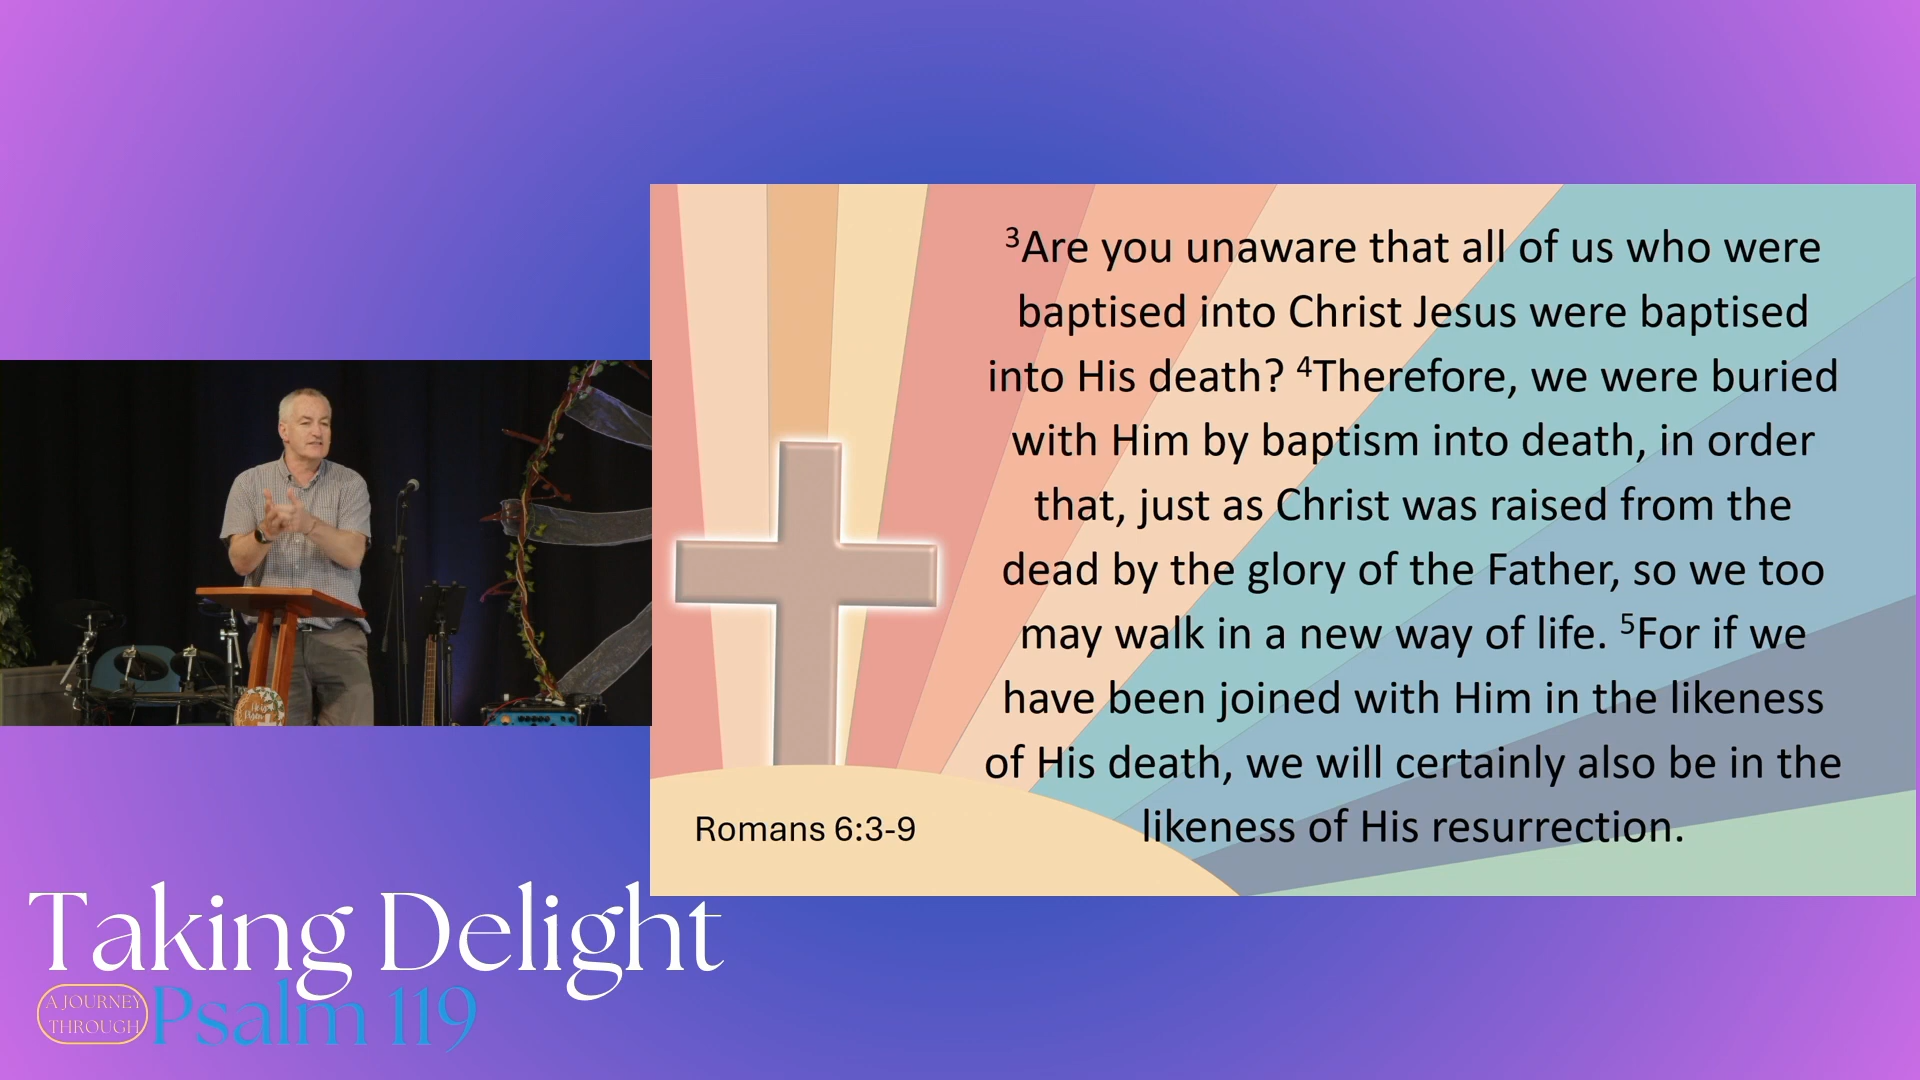 ³Are you unaware that all of us who were
baptised into Christ Jesus were baptised
into His death? ⁴Therefore, we were buried
with Him by baptism into death, in order
that, just as Christ was raised from the
dead by the glory of the Father, so we too
may walk in a new way of life. ⁵For if we
have been joined with Him in the likeness
of His death, we will certainly also be in the
likeness of His resurrection.
Romans 6:3-9
Taking Delight
A JOURNEY
THROUGH
Psalm 119